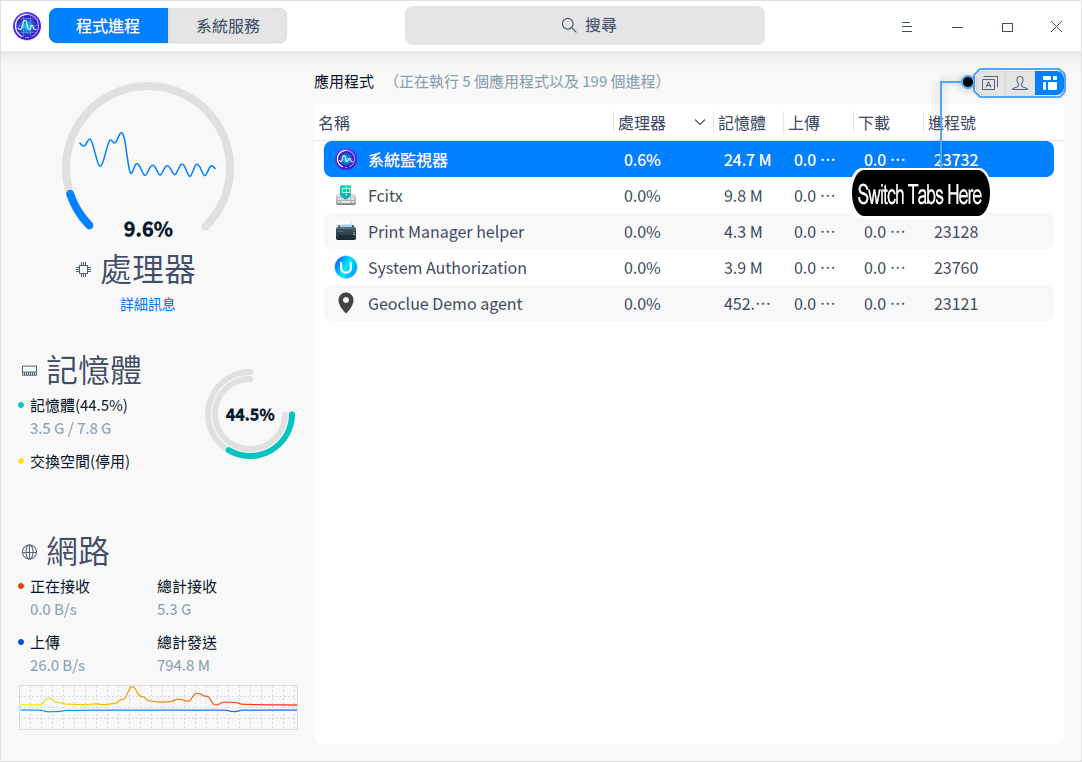 程式進程 系統服務 搜尋
應用程式 （正在執行 5 個應用程式以及 199 個進程）
名稱 處理器 記憶體 上傳 下載 進程號
系統監視器 0.6% 24.7 M 0.0 ··· 0.0 ··· 23732
Fcitx 0.0% 9.8 M 0.0 ···
Switch Tabs Here
Print Manager helper 0.0% 4.3 M 0.0 ··· 0.0 ··· 23128
System Authorization 0.0% 3.9 M 0.0 ··· 0.0 ··· 23760
Geoclue Demo agent 0.0% 452.··· 0.0 ··· 0.0 ··· 23121
9.6%
處理器
詳細訊息
記憶體
記憶體(44.5%)
3.5 G / 7.8 G
44.5%
交換空間(停用)
網路
正在接收 總計接收
0.0 B/s 5.3 G
上傳 總計發送
26.0 B/s 794.8 M